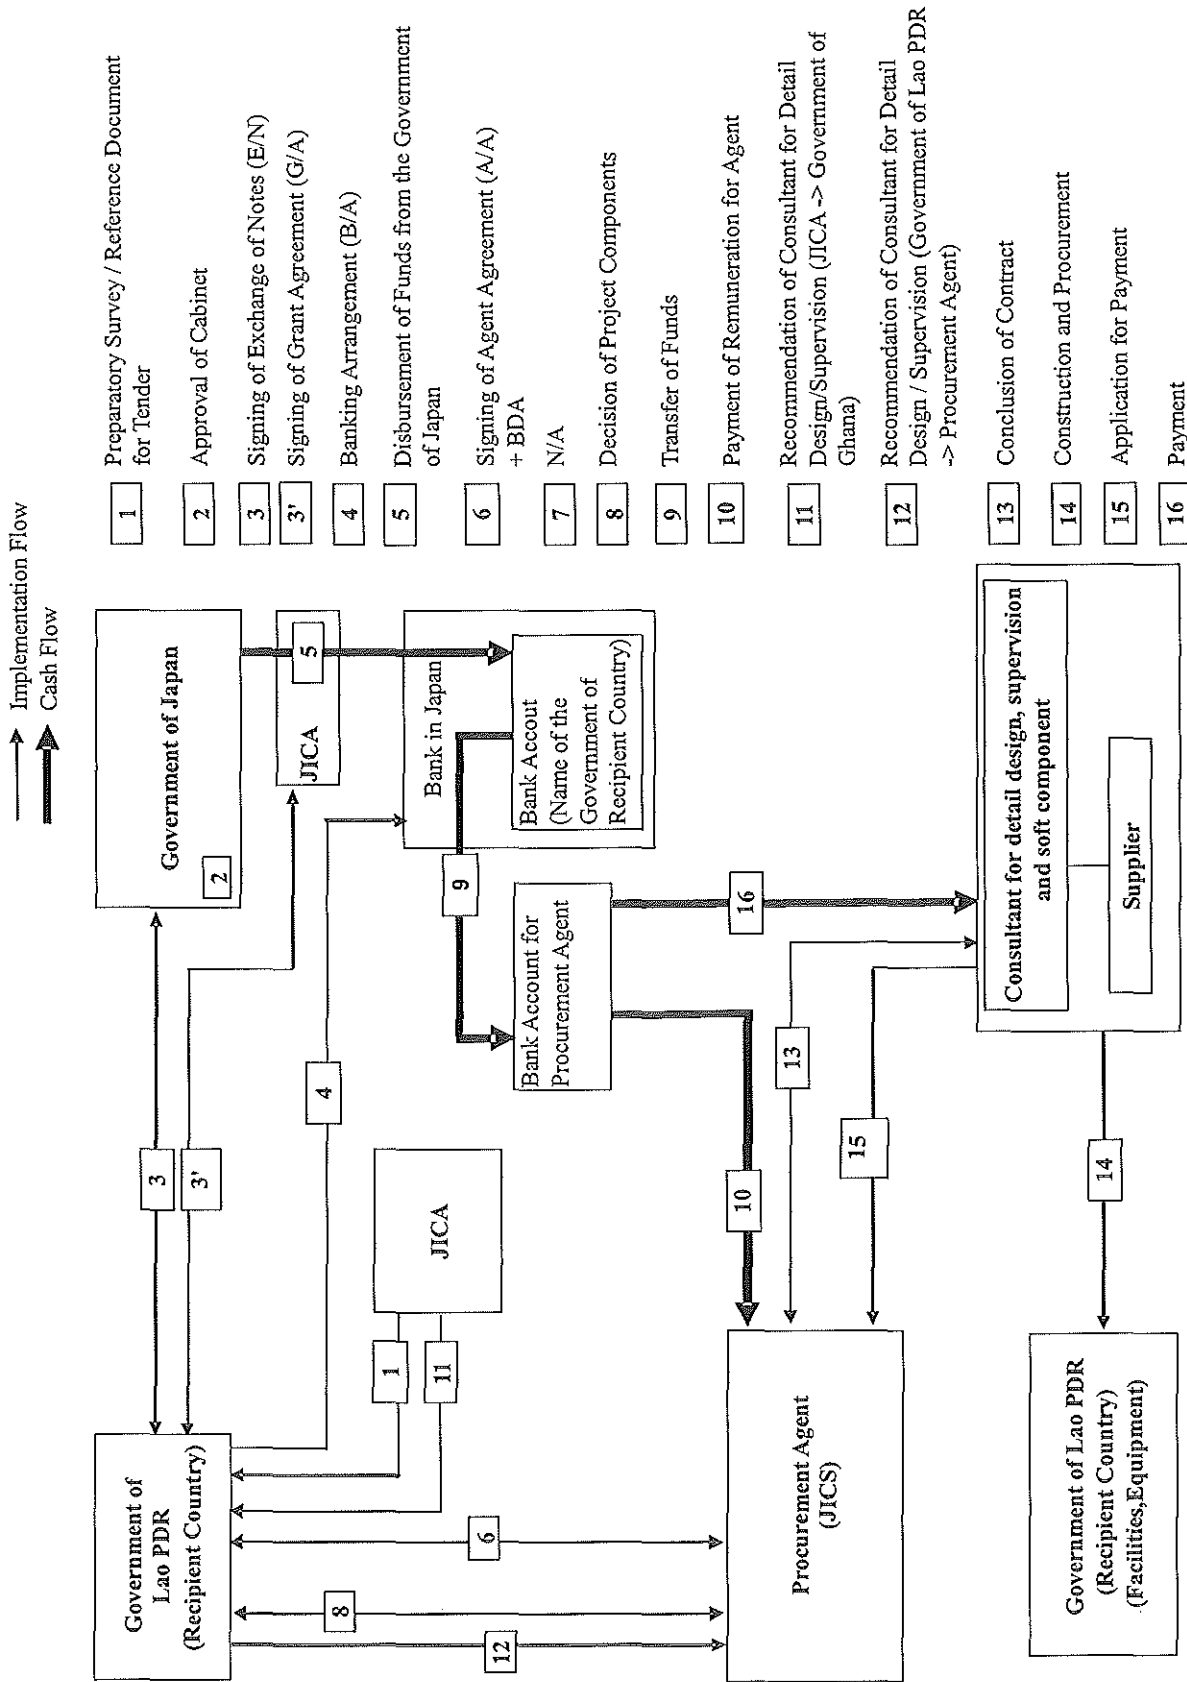 Implementation Flow
Cash Flow
Government of
Lao PDR
(Recipient Country)
3
3'
4
1
11
JICA
Government of Japan
2
JICA
5
Bank in Japan
Bank Accout
(Name of the
Government of
Recipient Country)
9
Bank Account for
Procurement Agent
12
8
6
10
16
13
15
Procurement Agent
(JICS)
Consultant for detail design, supervision
and soft component
Supplier
14
Government of Lao PDR
(Recipient Country)
(Facilities,Equipment)
1 Preparatory Survey / Reference Document
for Tender
2 Approval of Cabinet
3 Signing of Exchange of Notes (E/N)
3' Signing of Grant Agreement (G/A)
4 Banking Arrangement (B/A)
5 Disbursement of Funds from the Government
of Japan
6 Signing of Agent Agreement (A/A)
+ BDA
7 N/A
8 Decision of Project Components
9 Transfer of Funds
10 Payment of Remuneration for Agent
11 Recommendation of Consultant for Detail
Design/Supervision (JICA -> Government of
Ghana)
12 Recommendation of Consultant for Detail
Design / Supervision (Government of Lao PDR
-> Procurement Agent)
13 Conclusion of Contract
14 Construction and Procurement
15 Application for Payment
16 Payment